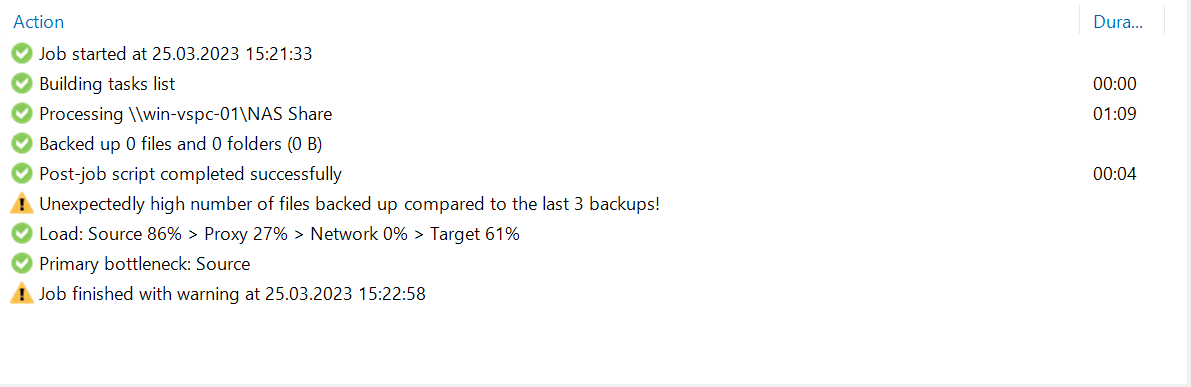 Action Dura...
Job started at 25.03.2023 15:21:33
Building tasks list 00:00
Processing \\win-vspc-01\NAS Share 01:09
Backed up 0 files and 0 folders (0 B)
Post-job script completed successfully 00:04
Unexpectedly high number of files backed up compared to the last 3 backups!
Load: Source 86% > Proxy 27% > Network 0% > Target 61%
Primary bottleneck: Source
Job finished with warning at 25.03.2023 15:22:58